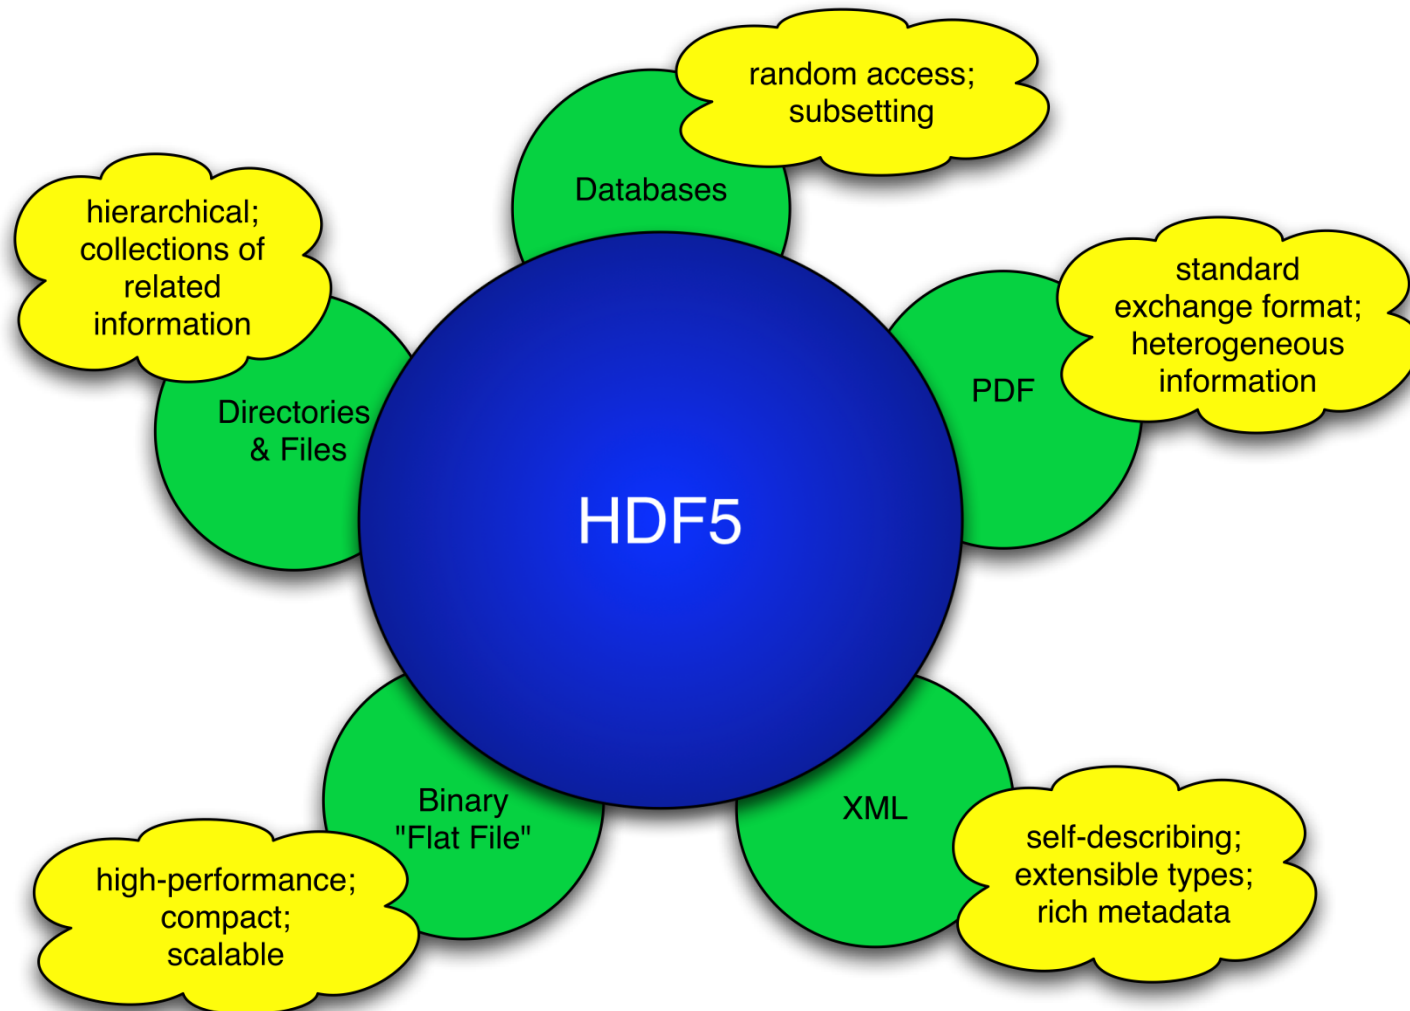 random access;
subsetting
Databases
hierarchical;
collections of
related
information
Directories
& Files
standard
exchange format;
heterogeneous
information
PDF
HDF5
Binary
"Flat File"
high-performance;
compact;
scalable
XML
self-describing;
extensible types;
rich metadata